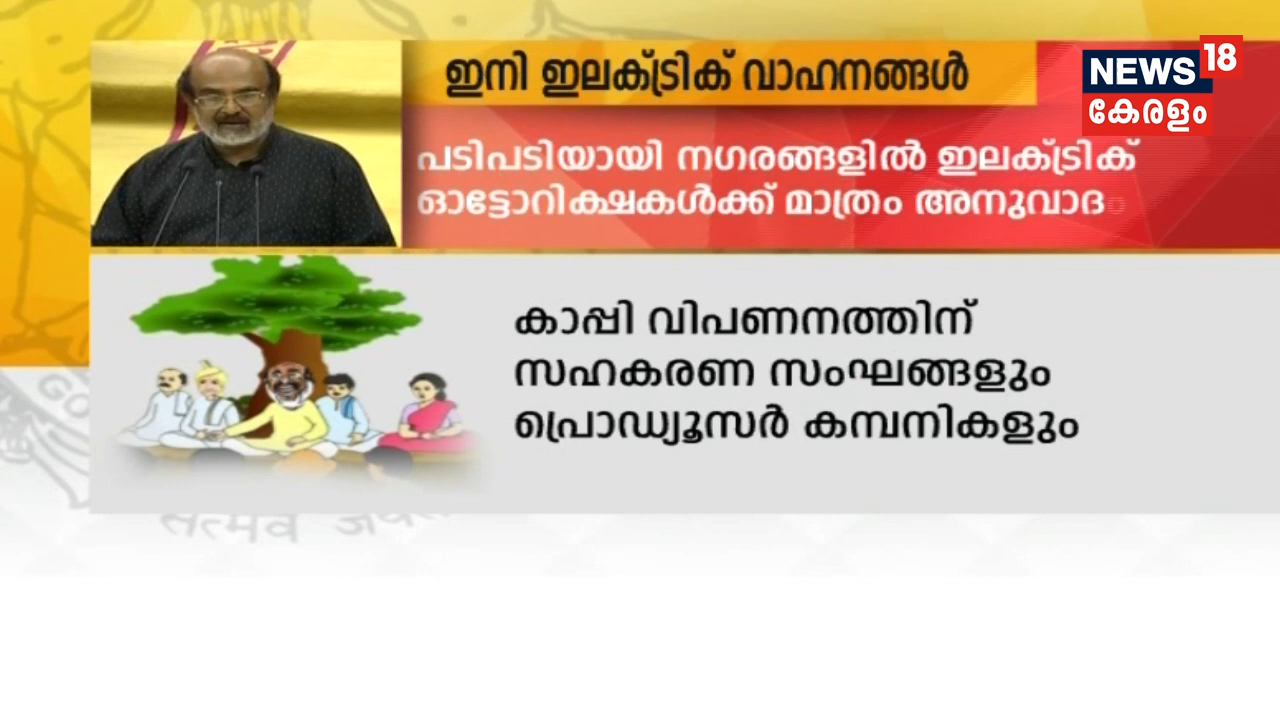 ഇനി ഇലക്ട്രിക് വാഹനങ്ങൾ
NEWS 18
കേരളം
പടിപടിയായി നഗരങ്ങളിൽ ഇലക്ട്രിക്
ഓട്ടോറിക്ഷകൾക്ക് മാത്രം അനുവാദം
കാപ്പി വിപണനത്തിന്
സഹകരണ സംഘങ്ങളും
പ്രൊഡ്യൂസർ കമ്പനികളും